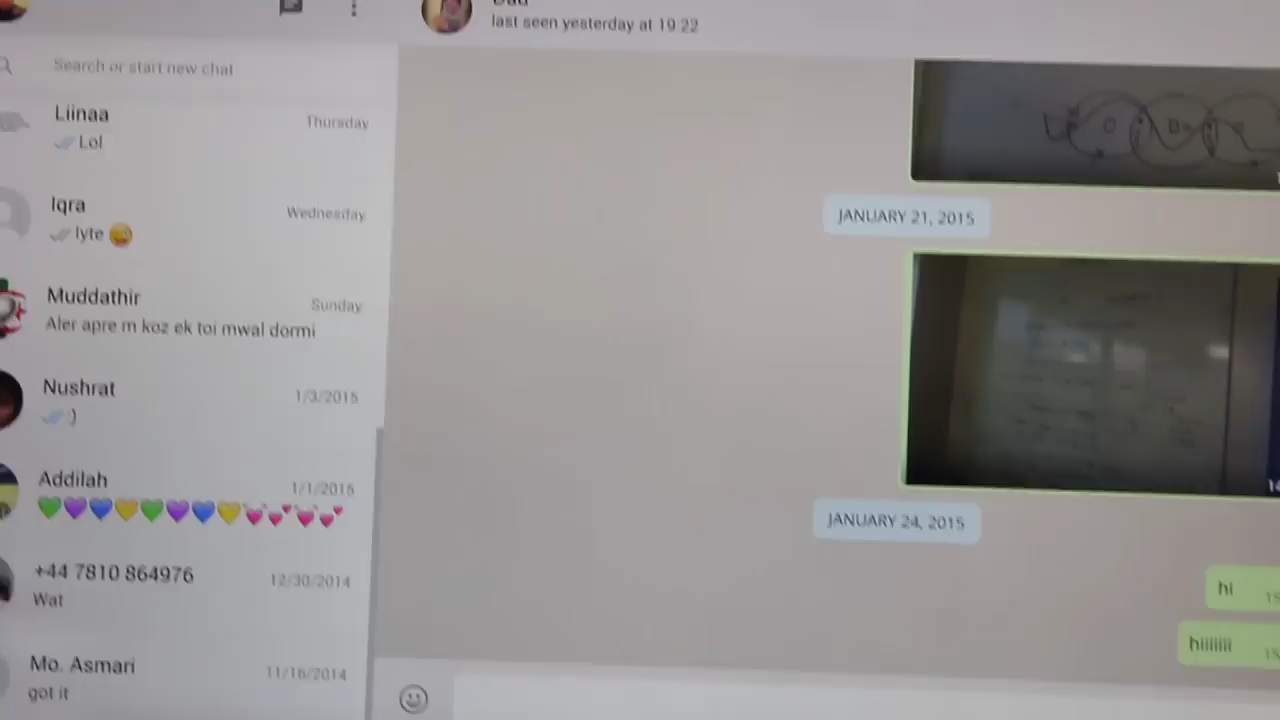 last seen yesterday at 19:22
Search or start new chat
Liinaa
Thursday
Lol
Iqra
Wednesday
lyte 😜
Muddathir
Sunday
Aler apre m koz ek toi mwal dormi
Nushrat
1/3/2015
:)
Addilah
1/1/2015
💚💜💙💛💚💜💙💛💓💕💓💕
+44 7810 864976
12/30/2014
Wat
Mo. Asmari
11/16/2014
got it
JANUARY 21, 2015
JANUARY 24, 2015
hi
hiiiiiii